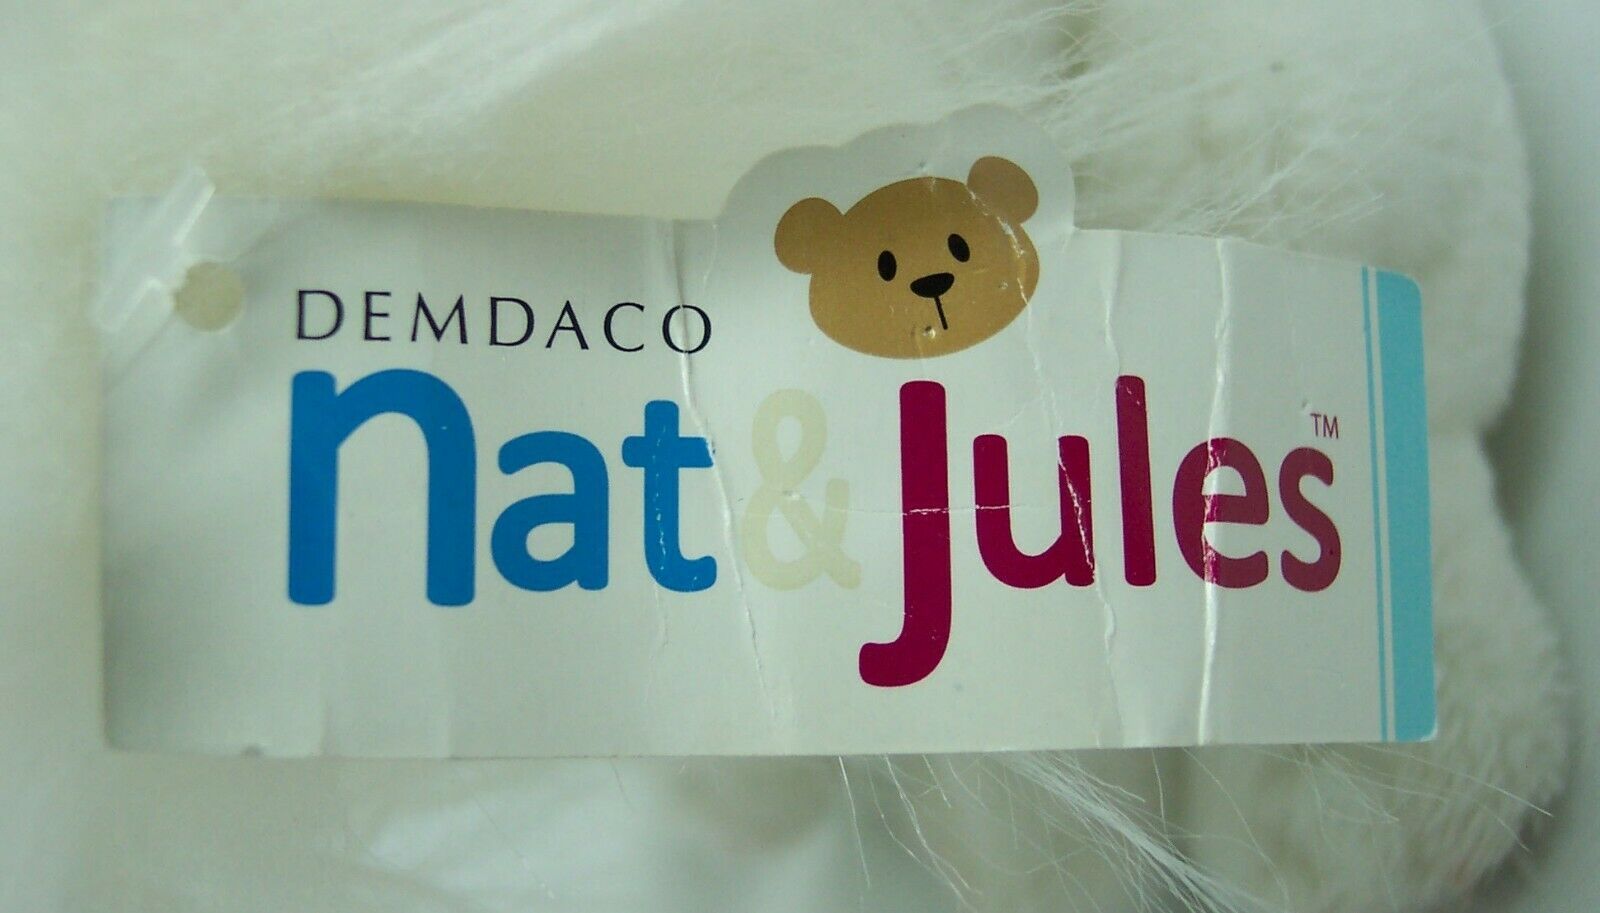 DEMDACO
nat & Jules™